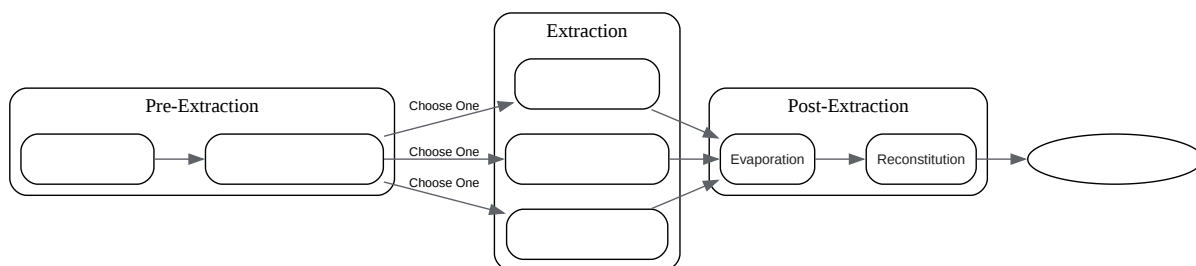 Extraction
Pre-Extraction
Choose One
Choose One
Choose One
Post-Extraction
Evaporation
Reconstitution